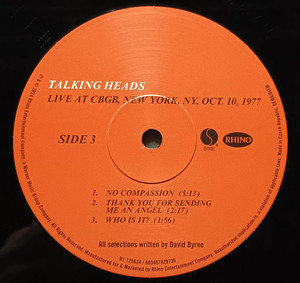 TALKING HEADS
LIVE AT CBGB, NEW YORK, NY, OCT. 10, 1977
SIDE 3
SIRE
RHINO
1. NO COMPASSION (5:13)
2. THANK YOU FOR SENDING
ME AN ANGEL (2:17)
3. WHO IS IT? (1:56)
All selections written by David Byrne